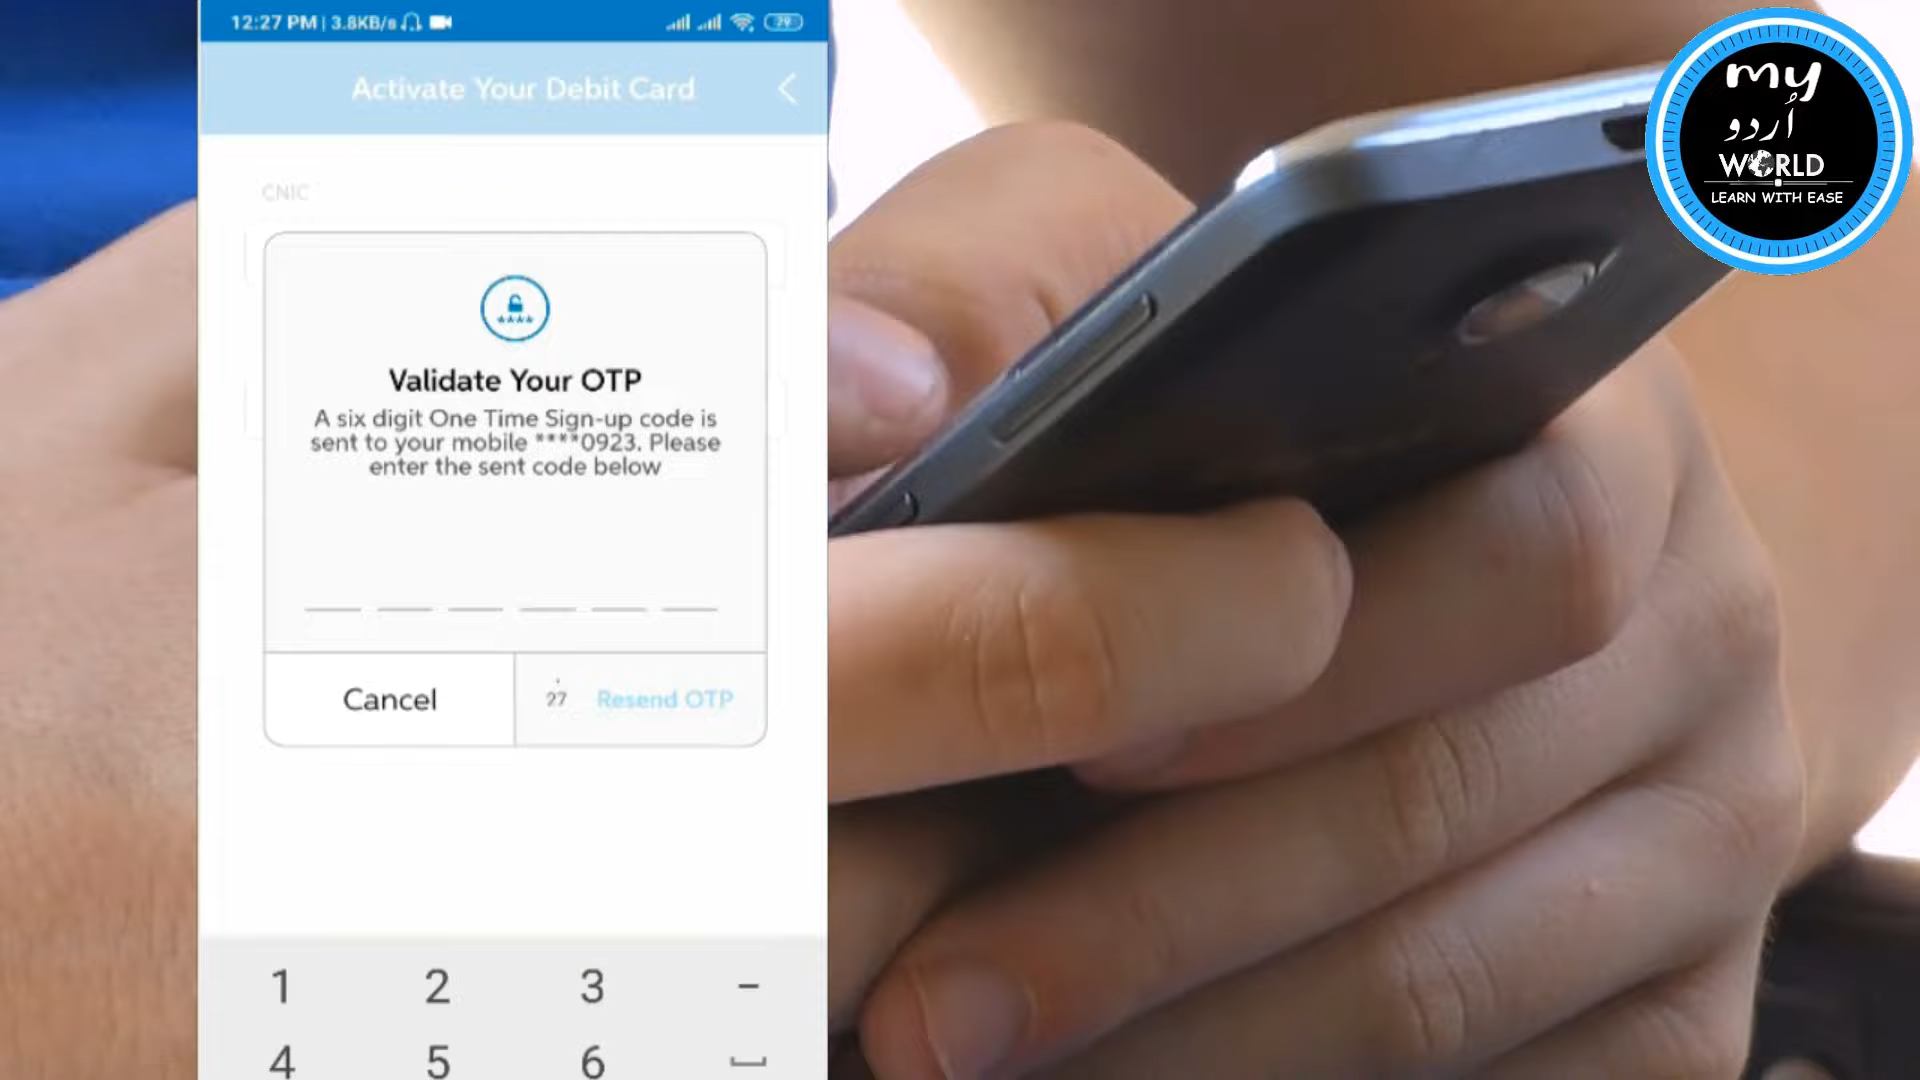 12:27 PM | 3.8KB/s
79
Activate Your Debit Card
CNIC
Validate Your OTP
A six digit One Time Sign-up code is
sent to your mobile ****0923. Please
enter the sent code below
Cancel
27
Resend OTP
1 2 3 -
4 5 6
my
اُردو
WORLD
LEARN WITH EASE